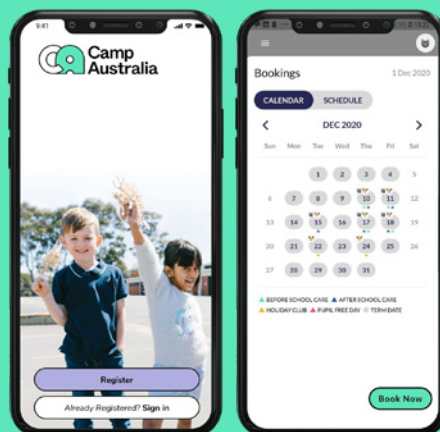 9:41
Camp
Australia
Register
Already Registered? Sign in
Bookings
1 Dec 2020
CALENDAR
SCHEDULE
DEC 2020
Sun Mon Tue Wed Thu Fri Sat
1 2 3 4 5
6 7 8 9 10 11
13 14 15 16 17 18 19
20 21 22 23 24 25 26
27 28 29 30 31
BEFORE SCHOOL CARE AFTER SCHOOL CARE
HOLIDAY CLUB PUPIL FREE DAY TERM DATE
Book Now